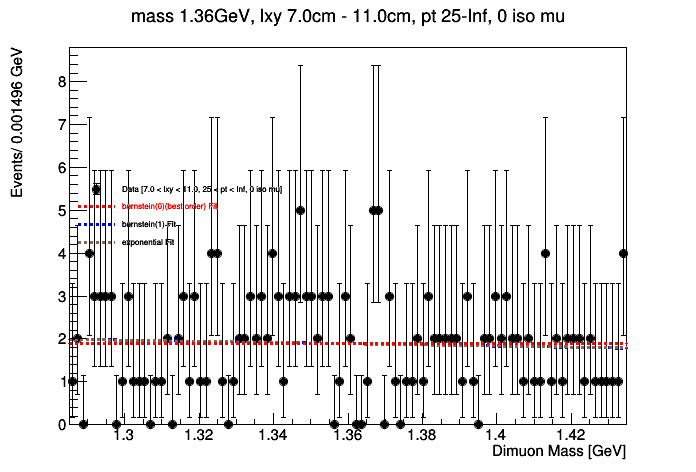 mass 1.36GeV, lxy 7.0cm - 11.0cm, pt 25-Inf, 0 iso mu
Events/ 0.001496 GeV
8
7
6
5
4
3
2
1
0
Data [7.0 < lxy < 11.0, 25 < pt < Inf, 0 iso mu]
bernstein(0)(best order) Fit
bernstein(1)-Fit
exponential Fit
1.3 1.32 1.34 1.36 1.38 1.4 1.42
Dimuon Mass [GeV]